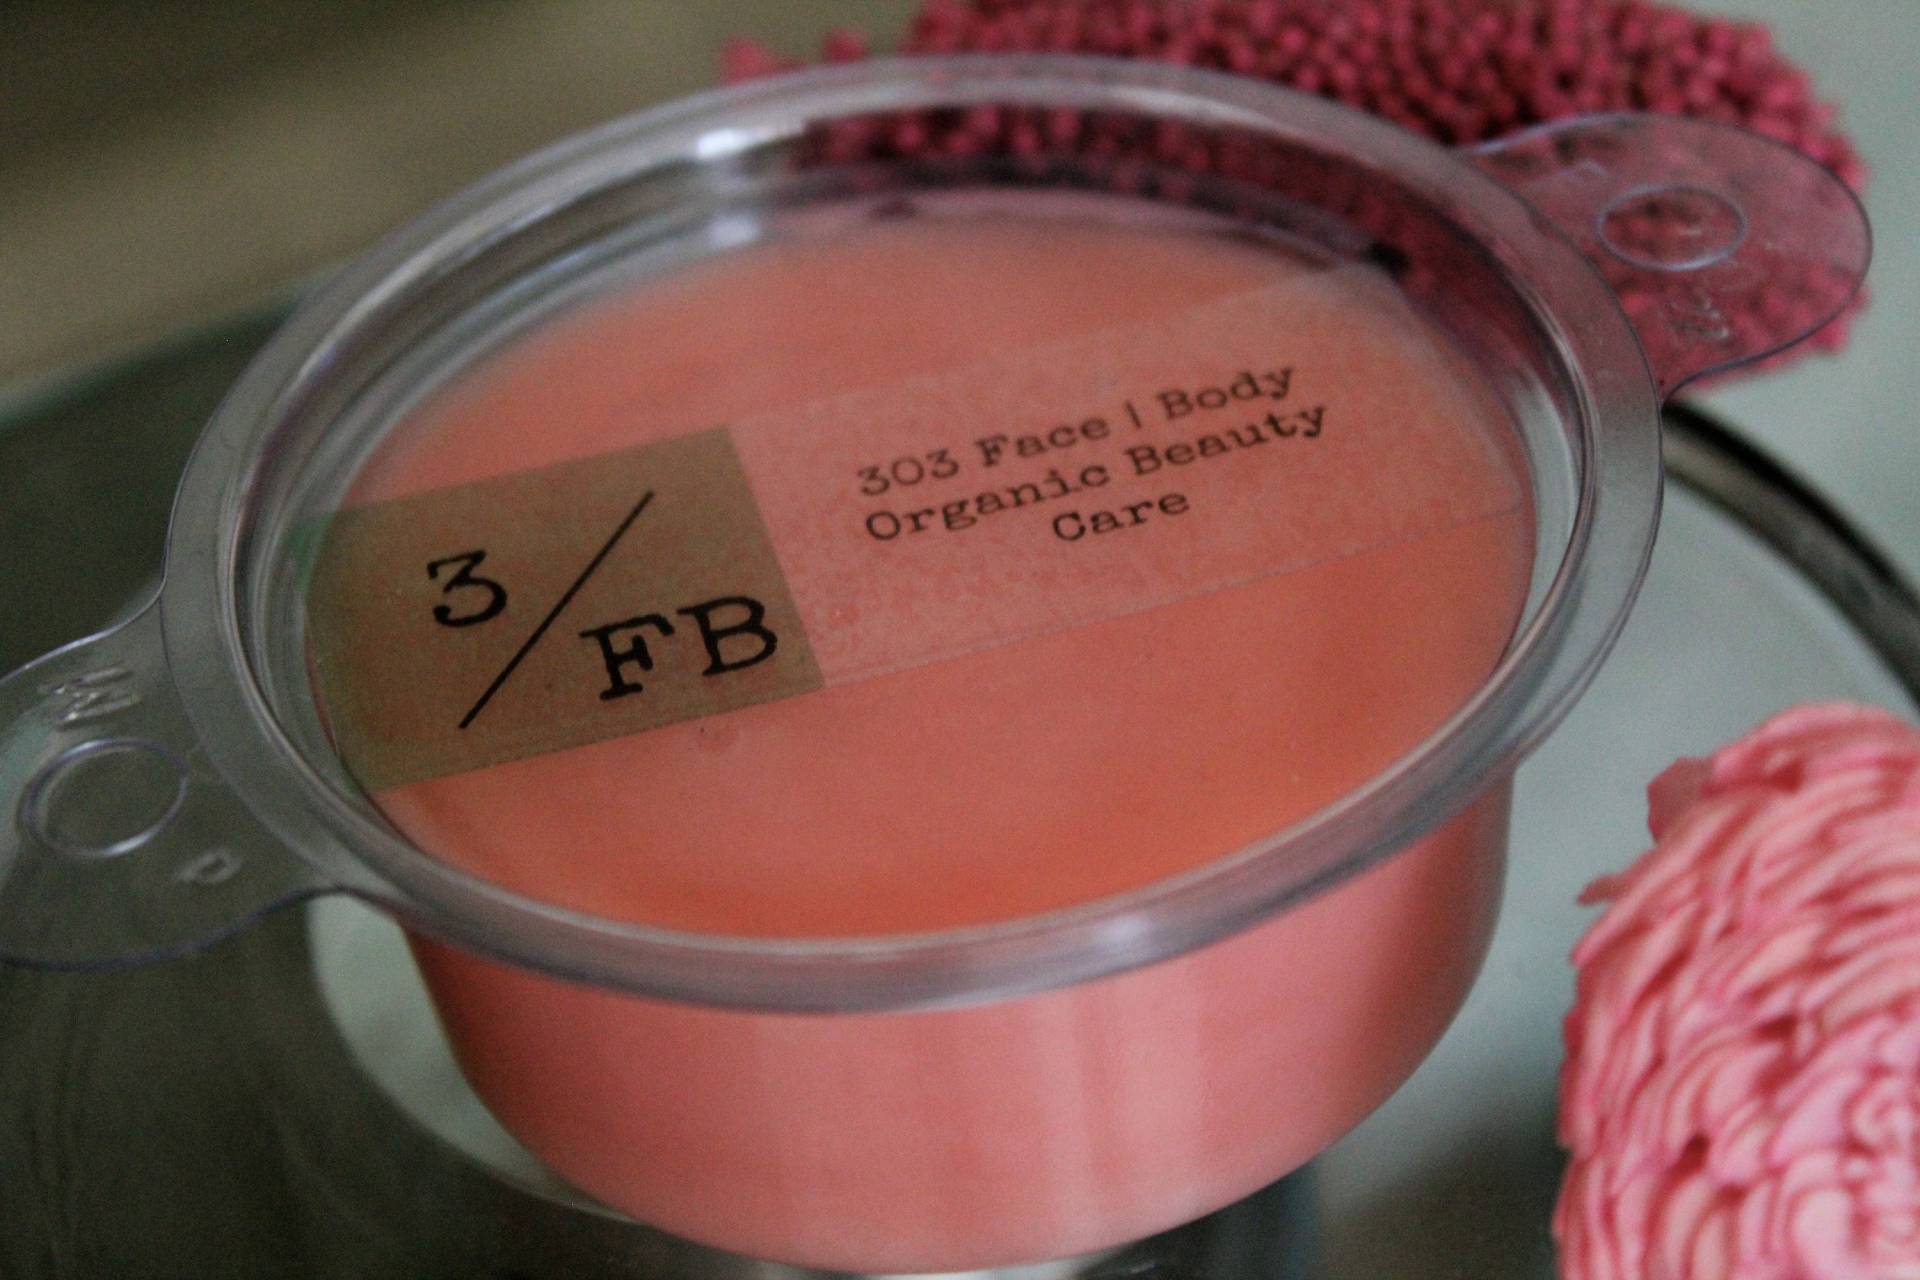 3/FB
303 Face | Body
Organic Beauty
Care